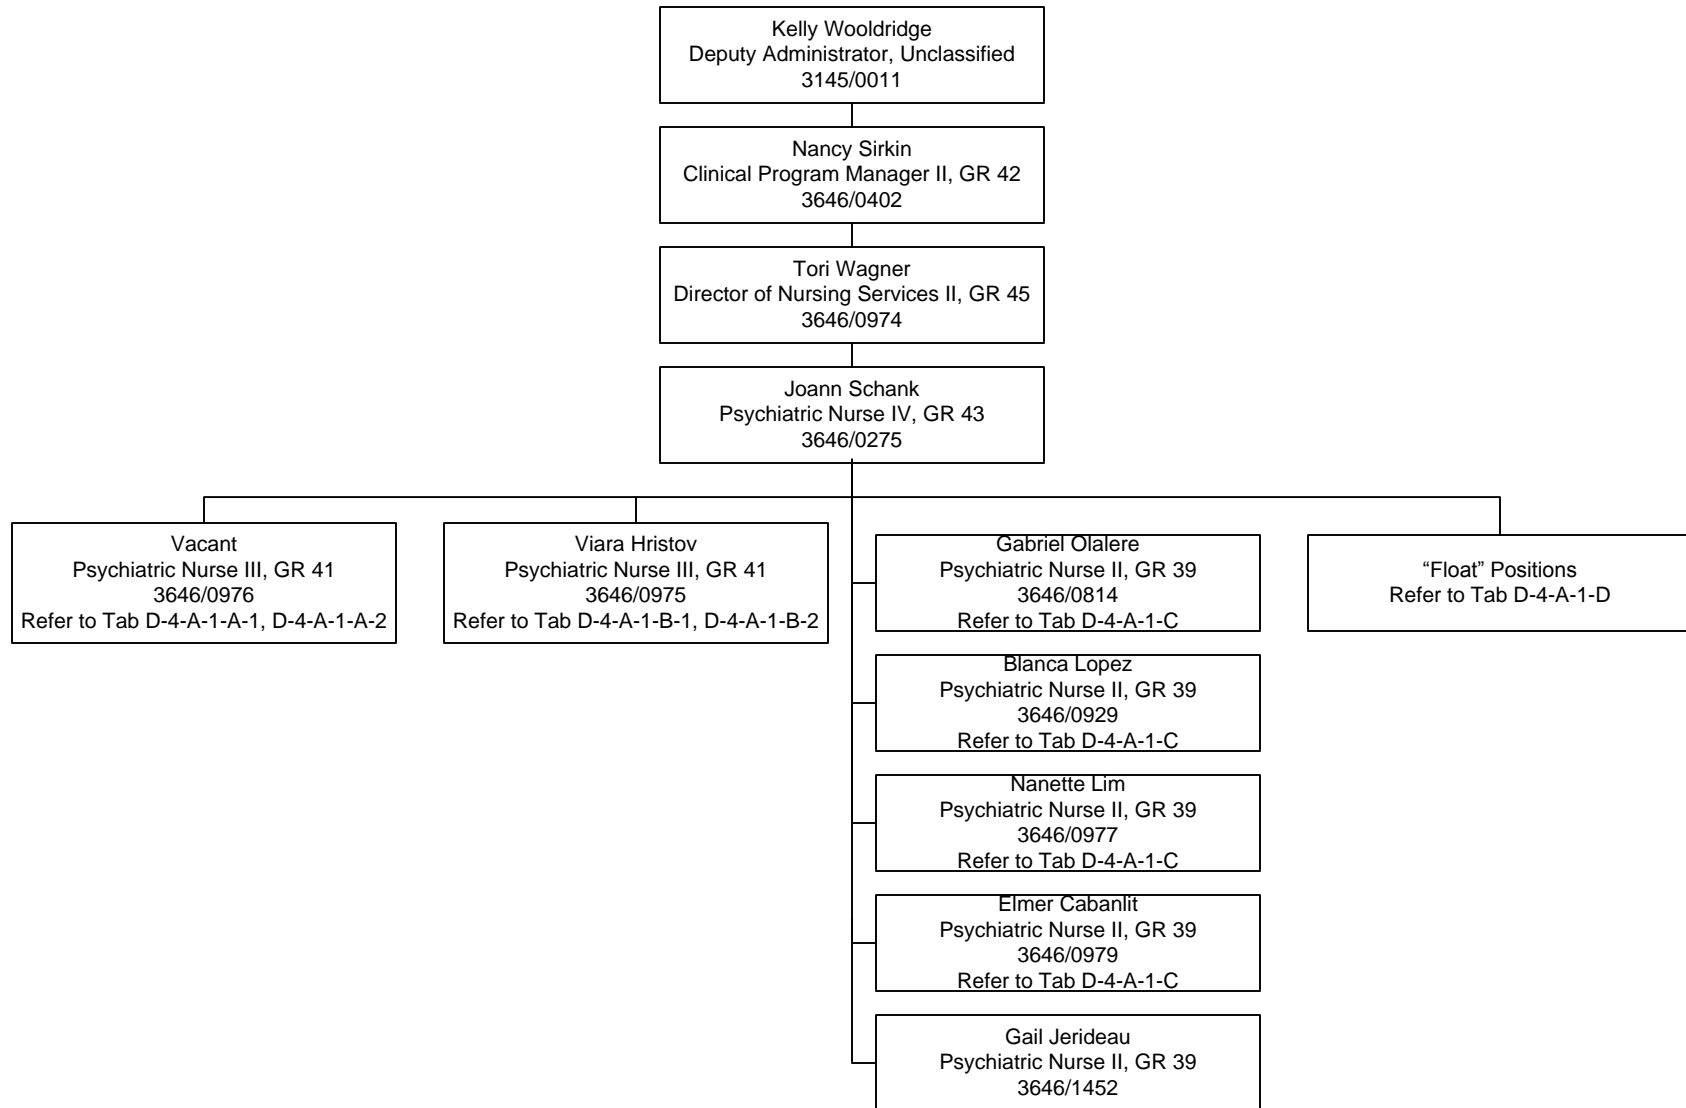 Kelly Wooldridge
Deputy Administrator, Unclassified
3145/0011
Nancy Sirkin
Clinical Program Manager II, GR 42
3646/0402
Tori Wagner
Director of Nursing Services II, GR 45
3646/0974
Joann Schank
Psychiatric Nurse IV, GR 43
3646/0275
Vacant
Psychiatric Nurse III, GR 41
3646/0976
Refer to Tab D-4-A-1-A-1, D-4-A-1-A-2
Viara Hristov
Psychiatric Nurse III, GR 41
3646/0975
Refer to Tab D-4-A-1-B-1, D-4-A-1-B-2
Gabriel Olalere
Psychiatric Nurse II, GR 39
3646/0814
Refer to Tab D-4-A-1-C
Blanca Lopez
Psychiatric Nurse II, GR 39
3646/0929
Refer to Tab D-4-A-1-C
Nanette Lim
Psychiatric Nurse II, GR 39
3646/0977
Refer to Tab D-4-A-1-C
Elmer Cabanlit
Psychiatric Nurse II, GR 39
3646/0979
Refer to Tab D-4-A-1-C
Gail Jerideau
Psychiatric Nurse II, GR 39
3646/1452
“Float” Positions
Refer to Tab D-4-A-1-D